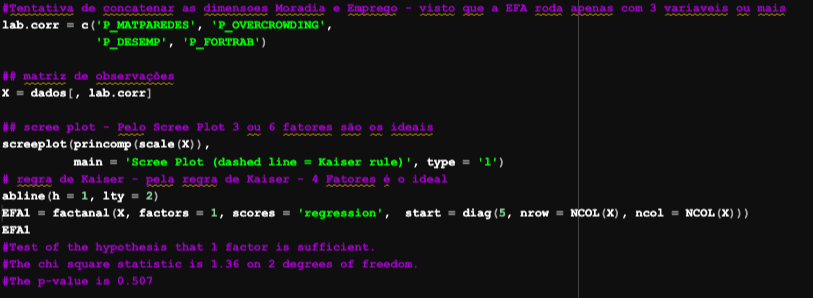 #Tentativa de concatenar as dimensoes Moradia e Emprego - visto que a EFA roda apenas com 3 variaveis ou mais
lab.corr = c('P_MATPAREDES', 'P_OVERCROWDING',
'P_DESEMP', 'P_FORTRAB')
## matriz de observações
X = dados[, lab.corr]
## scree plot - Pelo Scree Plot 3 ou 6 fatores são os ideais
screeplot(princomp(scale(X)),
main = 'Scree Plot (dashed line = Kaiser rule)', type = 'l')
# regra de Kaiser - pela regra de Kaiser - 4 Fatores é o ideal
abline(h = 1, lty = 2)
EFA1 = factanal(X, factors = 1, scores = 'regression',  start = diag(5, nrow = NCOL(X), ncol = NCOL(X)))
EFA1
#Test of the hypothesis that 1 factor is sufficient.
#The chi square statistic is 1.36 on 2 degrees of freedom.
#The p-value is 0.507